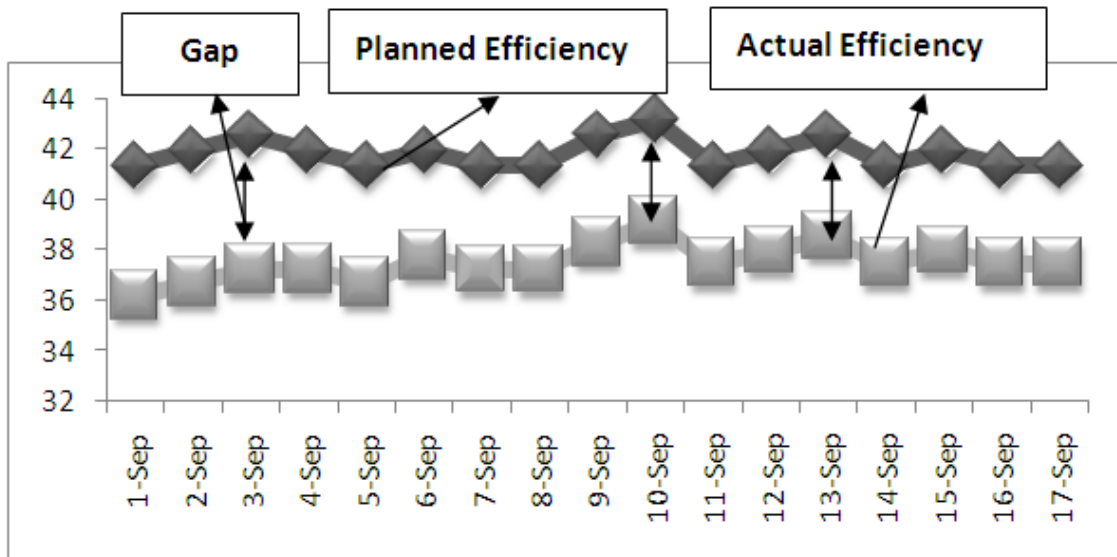 Gap
Planned Efficiency
Actual Efficiency
44
42
40
38
36
34
32
1-Sep
2-Sep
3-Sep
4-Sep
5-Sep
6-Sep
7-Sep
8-Sep
9-Sep
10-Sep
11-Sep
12-Sep
13-Sep
14-Sep
15-Sep
16-Sep
17-Sep